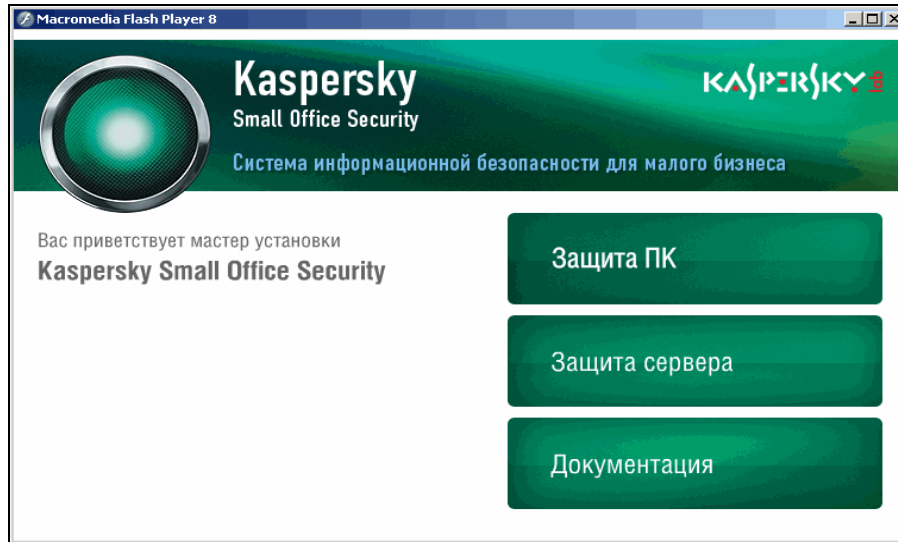 Macromedia Flash Player 8
Kaspersky
Small Office Security
KASPERSKY lab
Система информационной безопасности для малого бизнеса
Вас приветствует мастер установки
Kaspersky Small Office Security
Защита ПК
Защита сервера
Документация